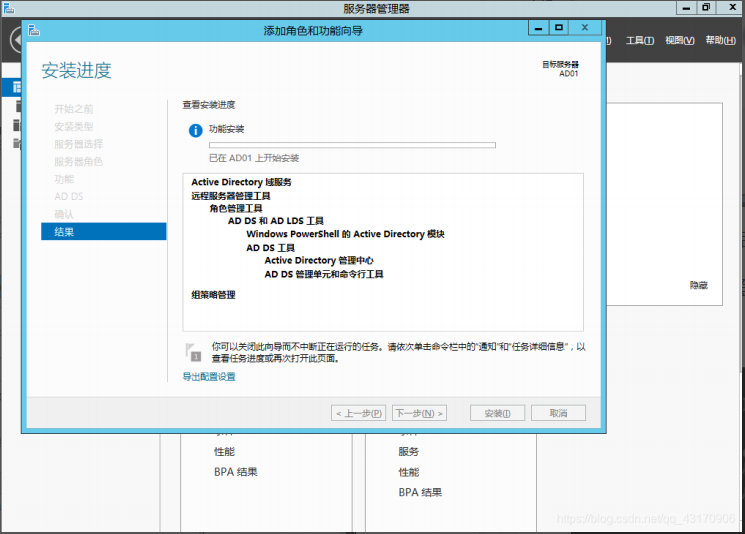 服务器管理器
工具(T)
视图(V)
帮助(H)
添加角色和功能向导
安装进度
目标服务器
AD01
开始之前
安装类型
服务器选择
服务器角色
功能
AD DS
确认
结果
查看安装进度
功能安装
已在 AD01 上开始安装
Active Directory 域服务
远程服务器管理工具
角色管理工具
AD DS 和 AD LDS 工具
Windows PowerShell 的 Active Directory 模块
AD DS 工具
Active Directory 管理中心
AD DS 管理单元和命令行工具
组策略管理
隐藏
你可以关闭此向导而不中断正在运行的任务。请依次单击命令栏中的“通知”和“任务详细信息”，以
查看任务进度或再次打开此页面。
导出配置设置
< 上一步(P)
下一步(N) >
安装(I)
取消
性能
BPA 结果
服务
性能
BPA 结果
https://blog.csdn.net/qq_43170906